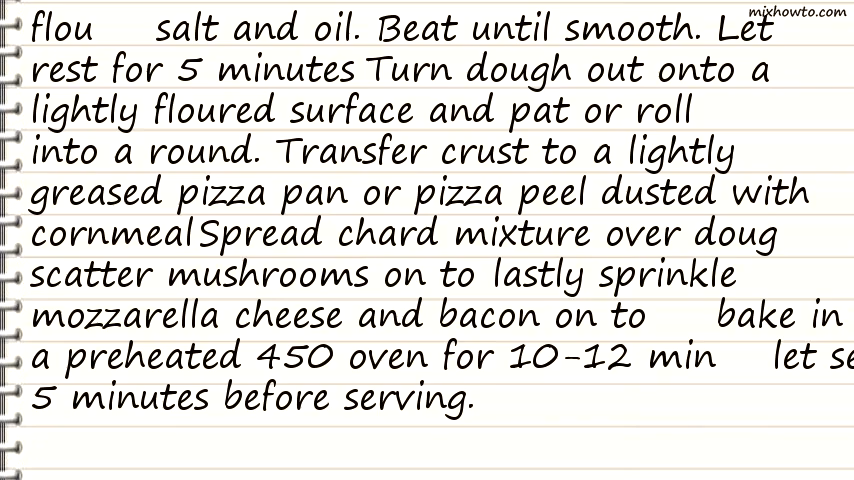 mixhowto.com
flou salt and oil. Beat until smooth. Let
rest for 5 minutes Turn dough out onto a
lightly floured surface and pat or roll
into a round. Transfer crust to a lightly
greased pizza pan or pizza peel dusted with
cornmeal Spread chard mixture over doug
scatter mushrooms on to lastly sprinkle
mozzarella cheese and bacon on to bake in
a preheated 450 oven for 10-12 min let se
5 minutes before serving.